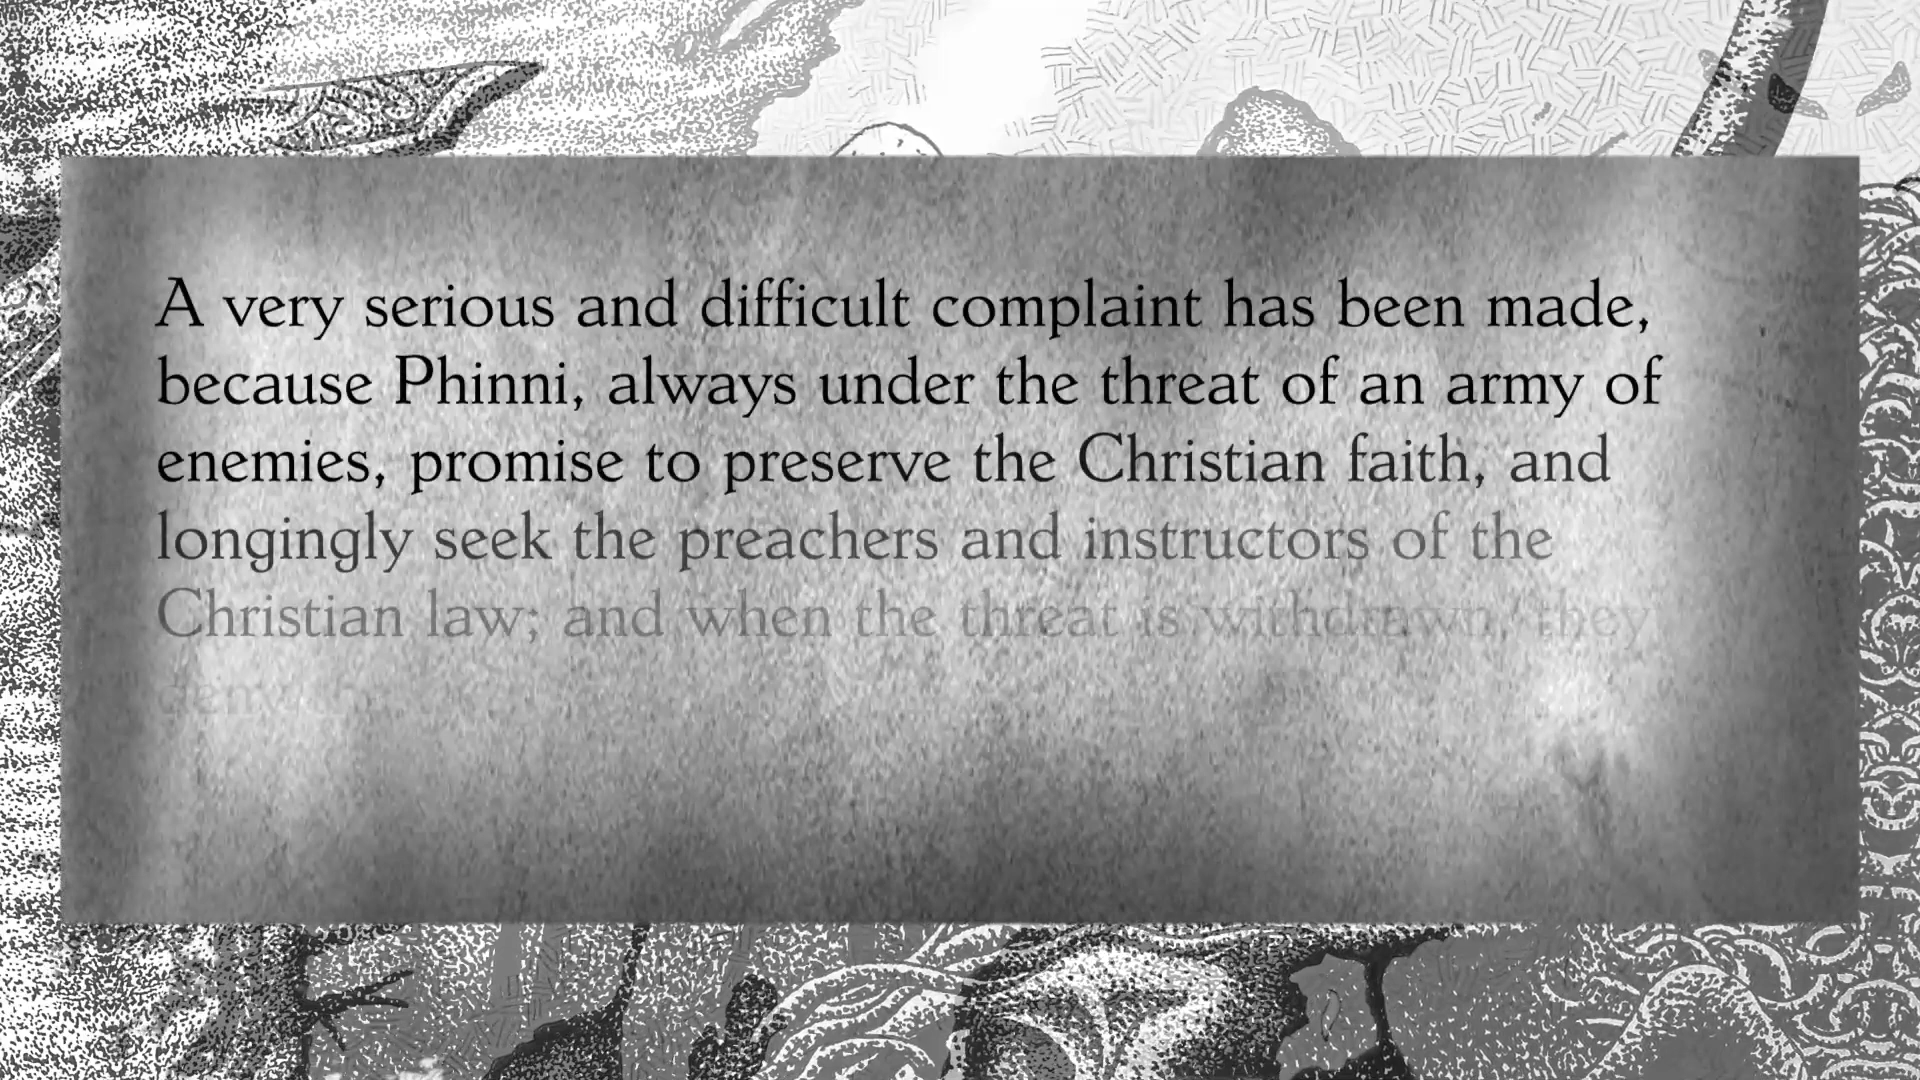 A very serious and difficult complaint has been made,
because Phinni, always under the threat of an army of
enemies, promise to preserve the Christian faith, and
longingly seek the preachers and instructors of the
Christian law; and when the threat is withdrawn, they